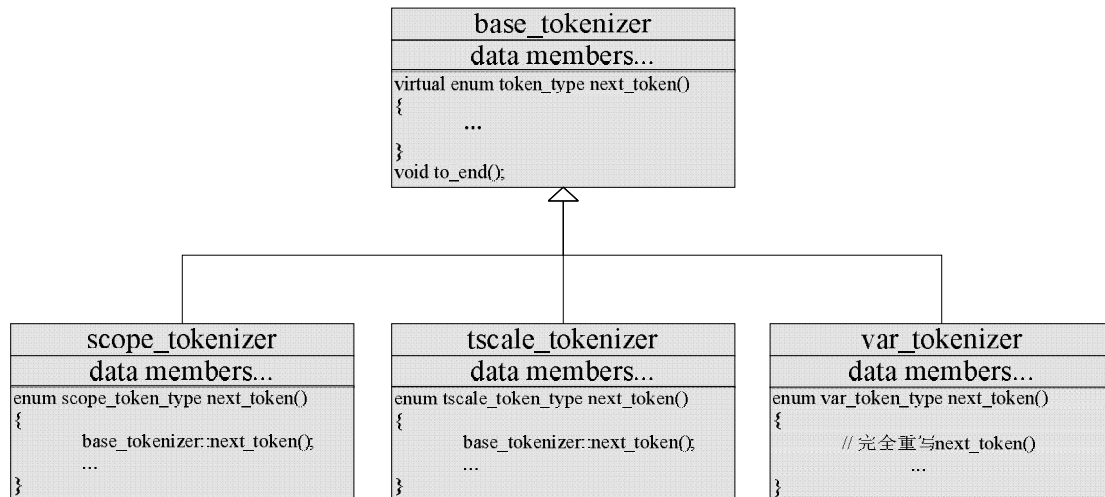 base_tokenizer
data members...
virtual enum token_type next_token()
{
...
}
void to_end();
scope_tokenizer
data members...
enum scope_token_type next_token()
{
base_tokenizer::next_token();
...
}
tscale_tokenizer
data members...
enum tscale_token_type next_token()
{
base_tokenizer::next_token();
...
}
var_tokenizer
data members...
enum var_token_type next_token()
{
// 完全重写next_token()
...
}